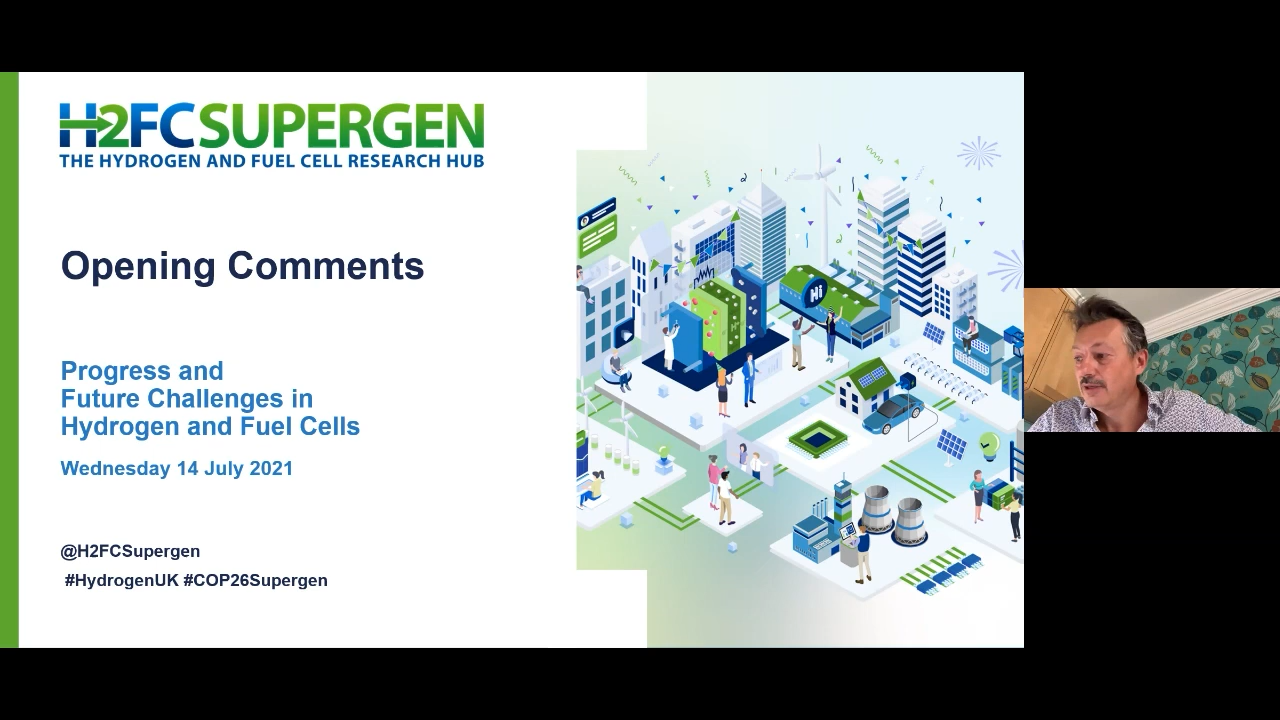 H2FCSUPERGEN
THE HYDROGEN AND FUEL CELL RESEARCH HUB
Opening Comments
Progress and
Future Challenges in
Hydrogen and Fuel Cells
Wednesday 14 July 2021
@H2FCSupergen
#HydrogenUK #COP26Supergen
Hi